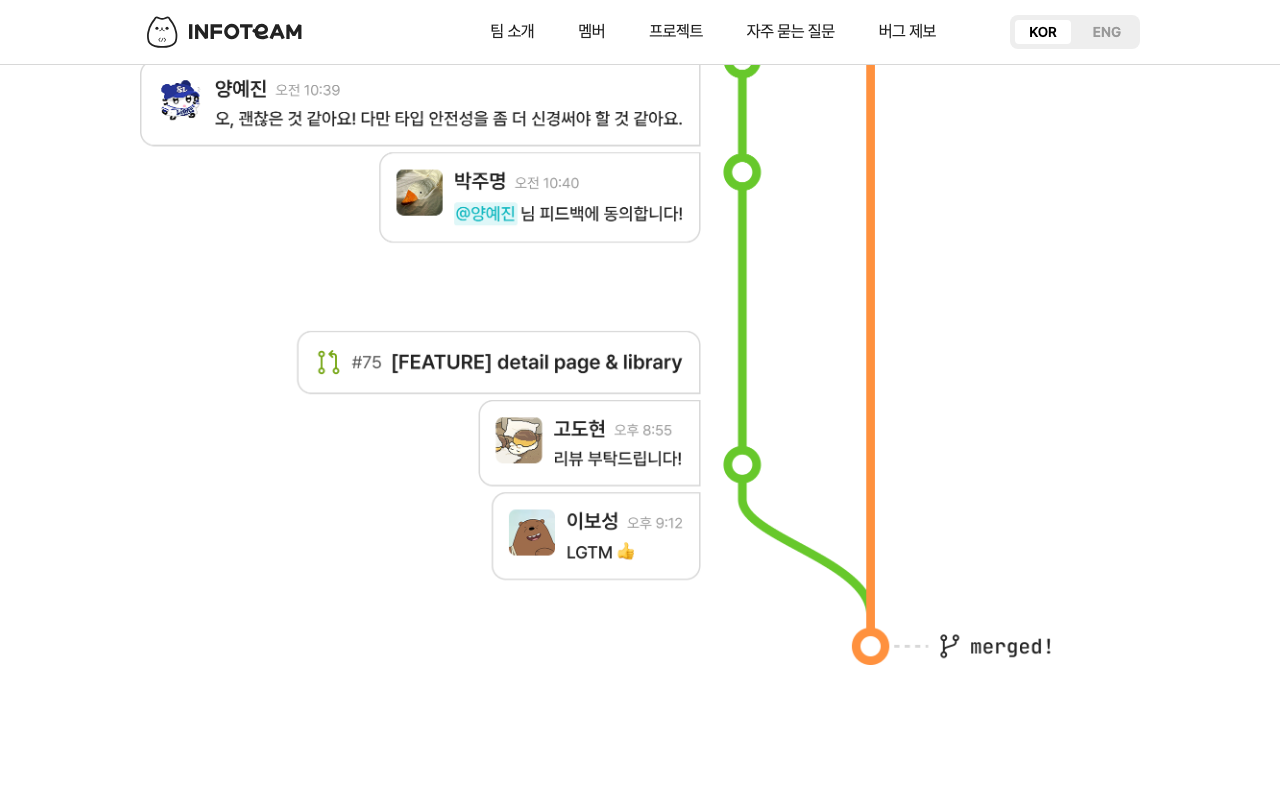 INFOTEAM
팀 소개
멤버
프로젝트
자주 묻는 질문
버그 제보
KOR
ENG
양예진 오전 10:39
오, 괜찮은 것 같아요! 다만 타입 안전성을 좀 더 신경써야 할 것 같아요.
박주명 오전 10:40
@양예진 님 피드백에 동의합니다!
#75 [FEATURE] detail page & library
고도현 오후 8:55
리뷰 부탁드립니다!
이보성 오후 9:12
LGTM 👍
merged!